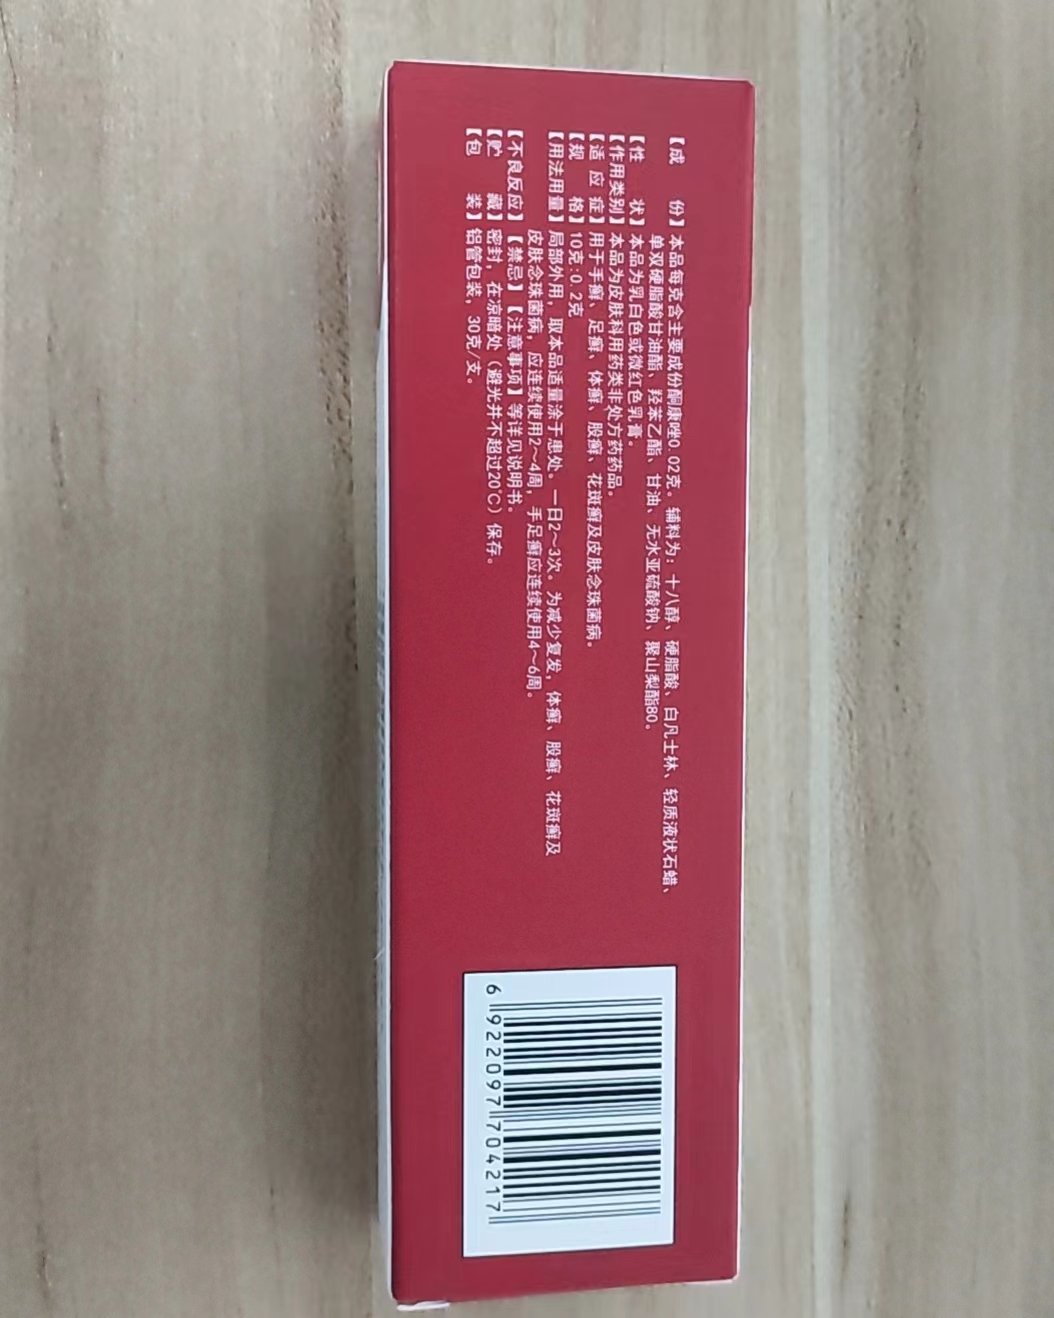 【成 份】本品每克含主要成份酮康唑0.02克。辅料为：十八醇、硬脂酸、白凡士林、轻质液状石蜡、
单双硬脂酸甘油酯、羟苯乙酯、甘油、无水亚硫酸钠、聚山梨酯80。
【性 状】本品为乳白色或微红色乳膏。
【作用类别】本品为皮肤科用药类非处方药药品。
【适 应 症】用于手癣、足癣、体癣、股癣、花斑癣及皮肤念珠菌病。
【规 格】10克:0.2克
【用法用量】局部外用，取本品适量涂于患处。一日2～3次。为减少复发，体癣、股癣、花斑癣及
皮肤念珠菌病，应连续使用2～4周，手足癣应连续使用4～6周。
【不良反应】【禁忌】【注意事项】等详见说明书。
【贮 藏】密封，在凉暗处（避光并不超过20℃）保存。
【包 装】铝管包装，30克/支。
6 922097 704217